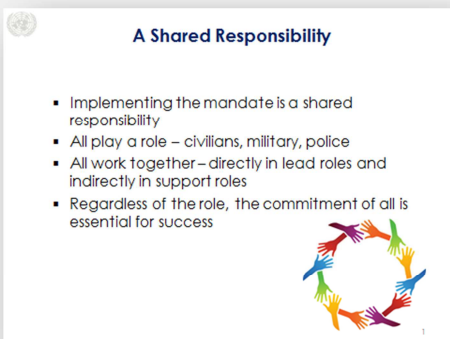 A Shared Responsibility
▪ Implementing the mandate is a shared
responsibility
▪ All play a role – civilians, military, police
▪ All work together – directly in lead roles and
indirectly in support roles
▪ Regardless of the role, the commitment of all is
essential for success
1